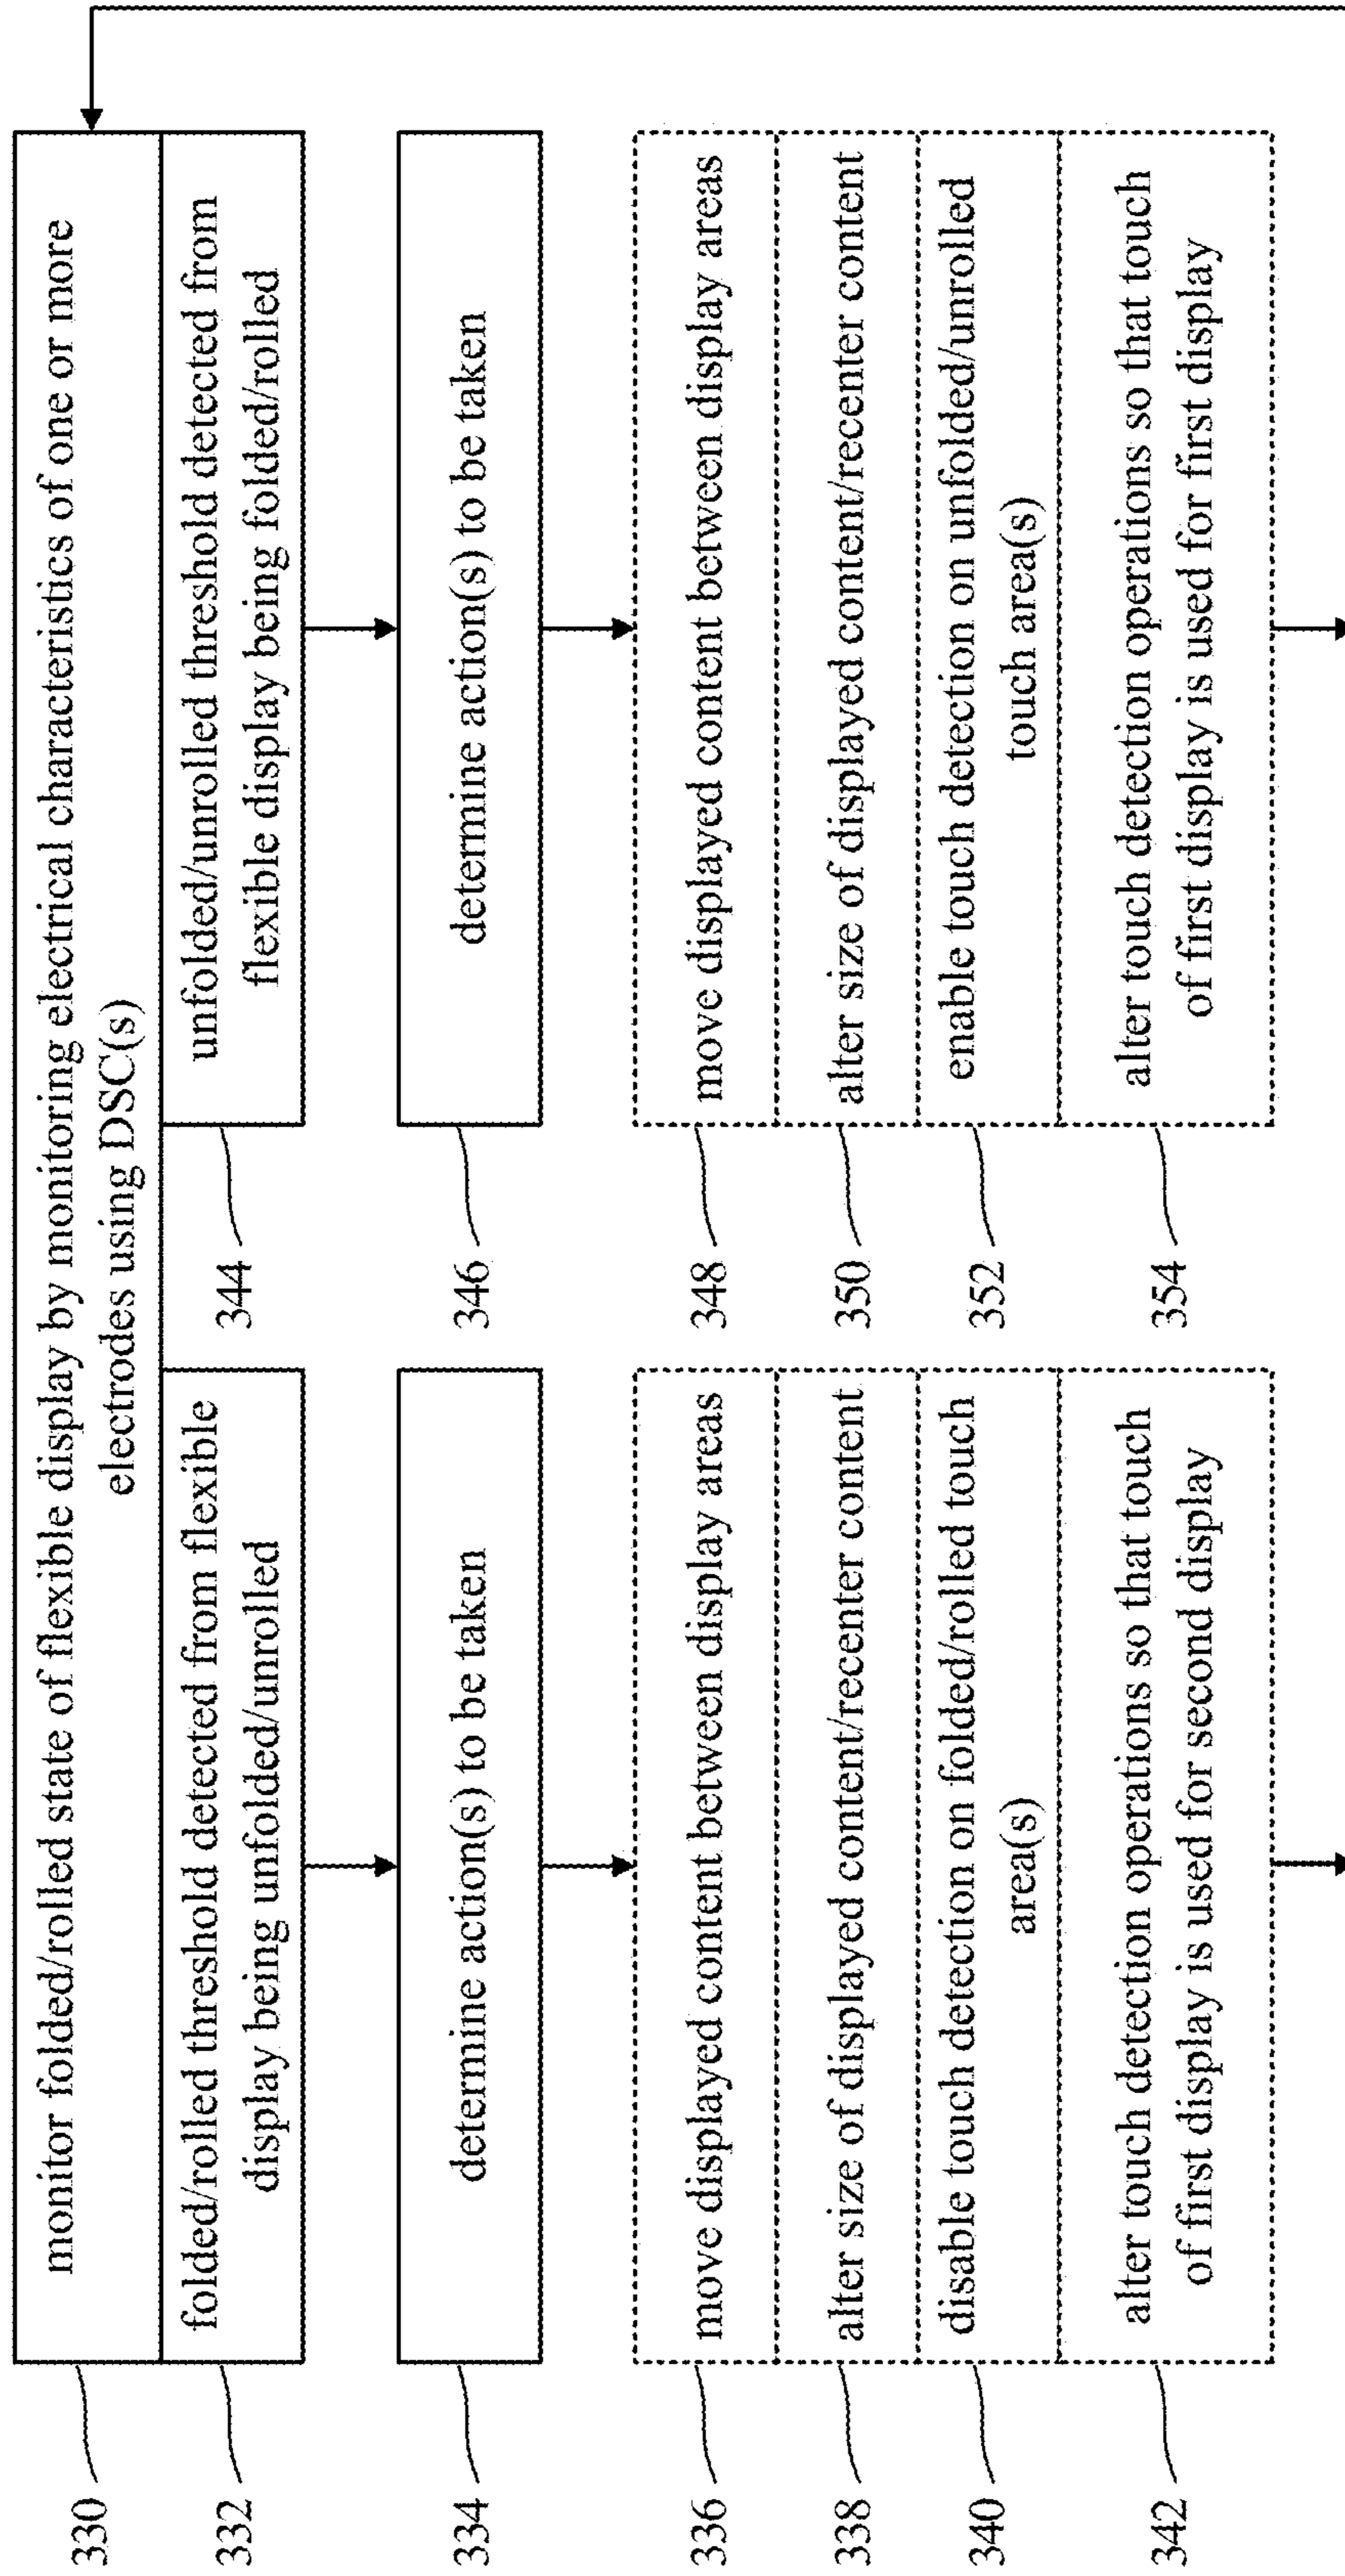 330
monitor folded/rolled state of flexible display by monitoring electrical characteristics of one or more
electrodes using DSC(s)
332
folded/rolled threshold detected from flexible
display being unfolded/unrolled
334
determine action(s) to be taken
336
move displayed content between display areas
338
alter size of displayed content/recenter content
340
disable touch detection on folded/rolled touch
area(s)
342
alter touch detection operations so that touch
of first display is used for second display
344
unfolded/unrolled threshold detected from
flexible display being folded/rolled
346
determine action(s) to be taken
348
move displayed content between display areas
350
alter size of displayed content/recenter content
352
enable touch detection on unfolded/unrolled
touch area(s)
354
alter touch detection operations so that touch
of first display is used for first display